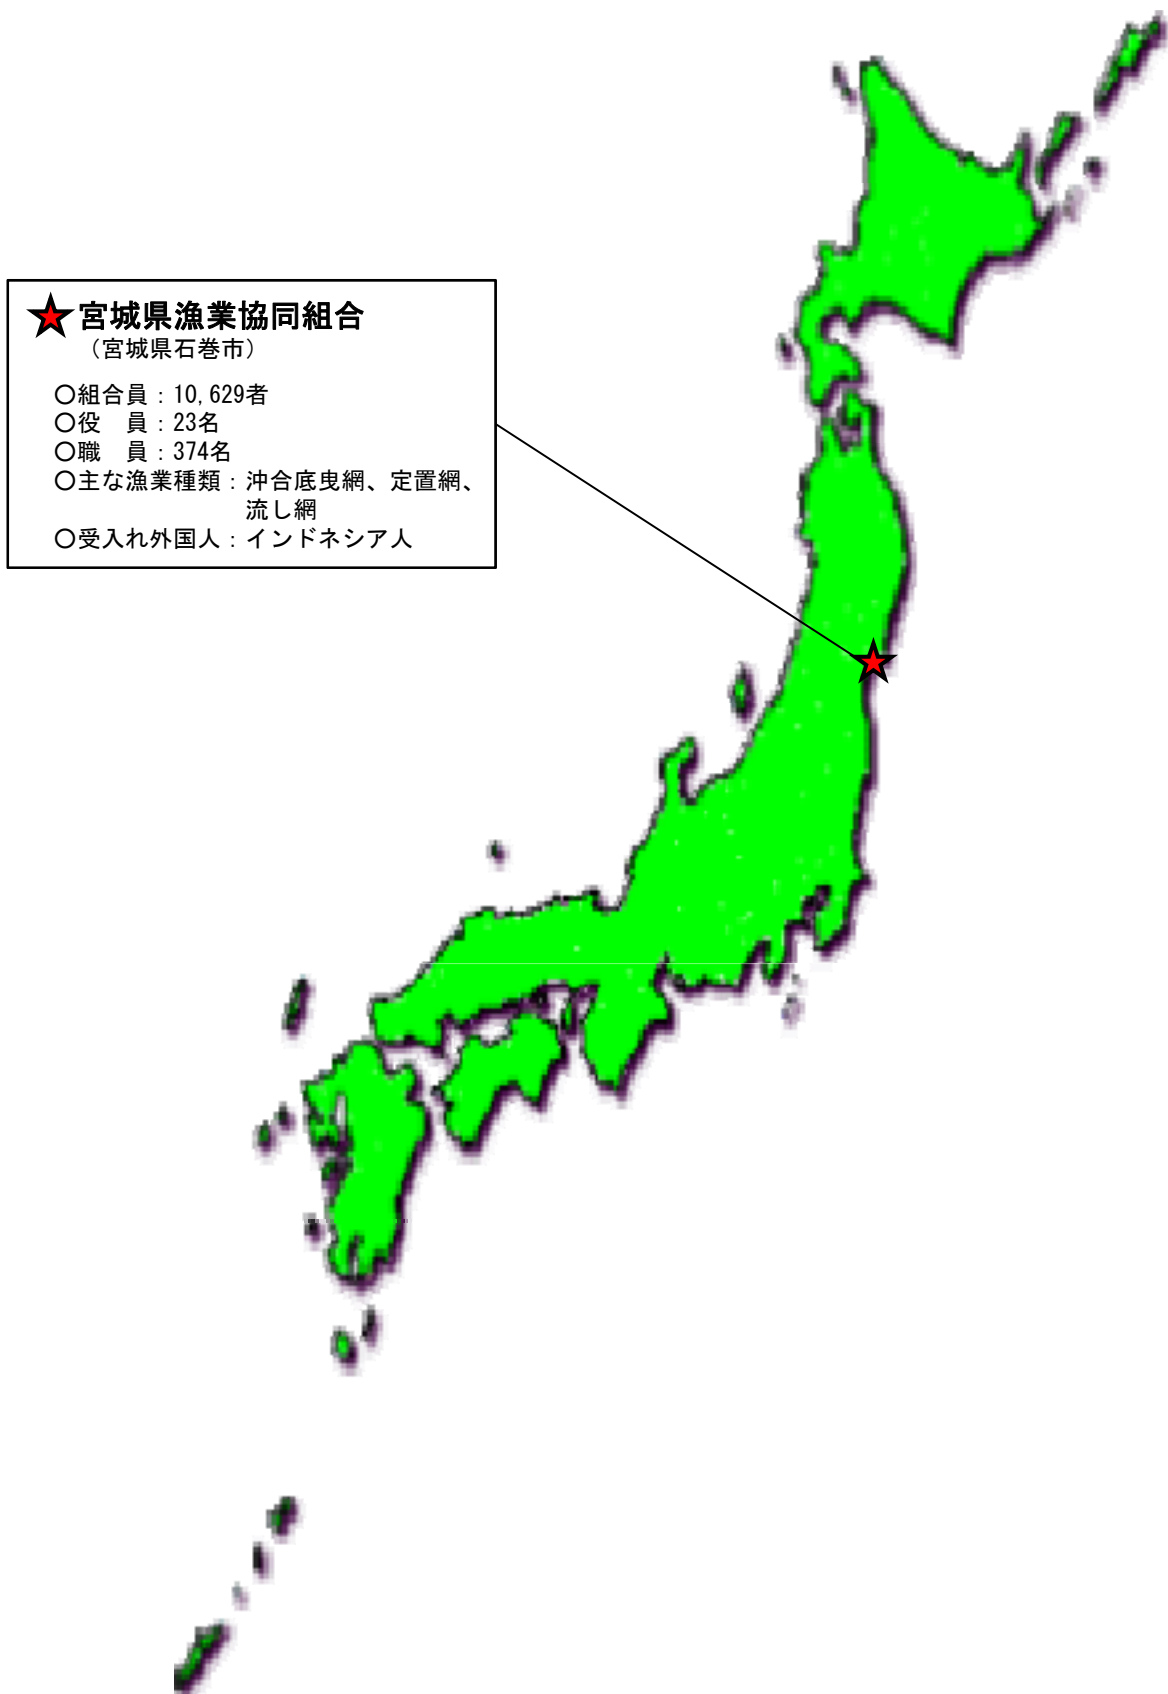 宮城県漁業協同組合
（宮城県石巻市）
○組合員：10,629者
○役　員：23名
○職　員：374名
○主な漁業種類：沖合底曳網、定置網、
流し網
○受入れ外国人：インドネシア人